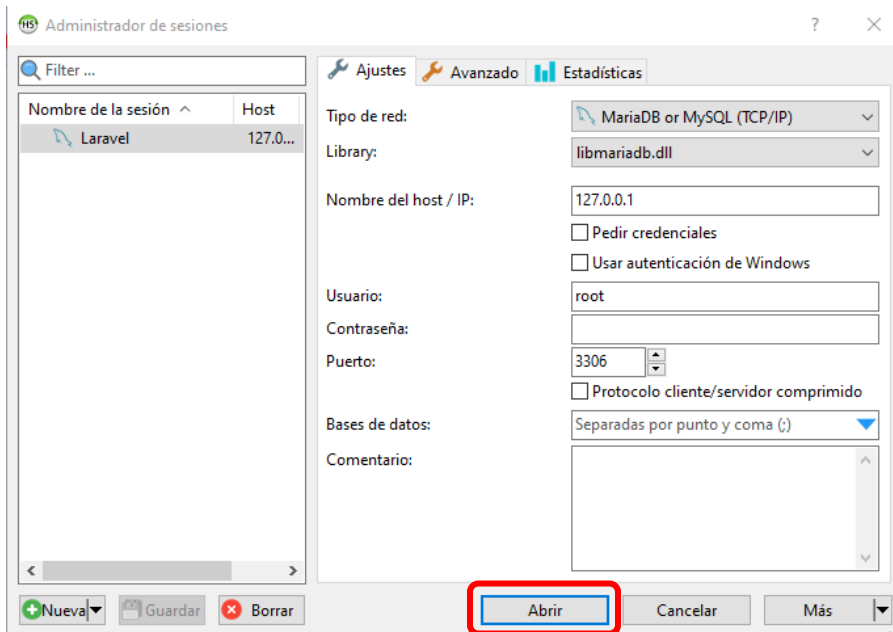 HS Administrador de sesiones ?
Filter ...
Ajustes Avanzado Estadísticas
Nombre de la sesión Host
Laravel 127.0...
Tipo de red: MariaDB or MySQL (TCP/IP)
Library: libmariadb.dll
Nombre del host / IP: 127.0.0.1
Pedir credenciales
Usar autenticación de Windows
Usuario: root
Contraseña:
Puerto: 3306
Protocolo cliente/servidor comprimido
Bases de datos: Separadas por punto y coma (;)
Comentario:
Nueva Guardar Borrar Abrir Cancelar Más